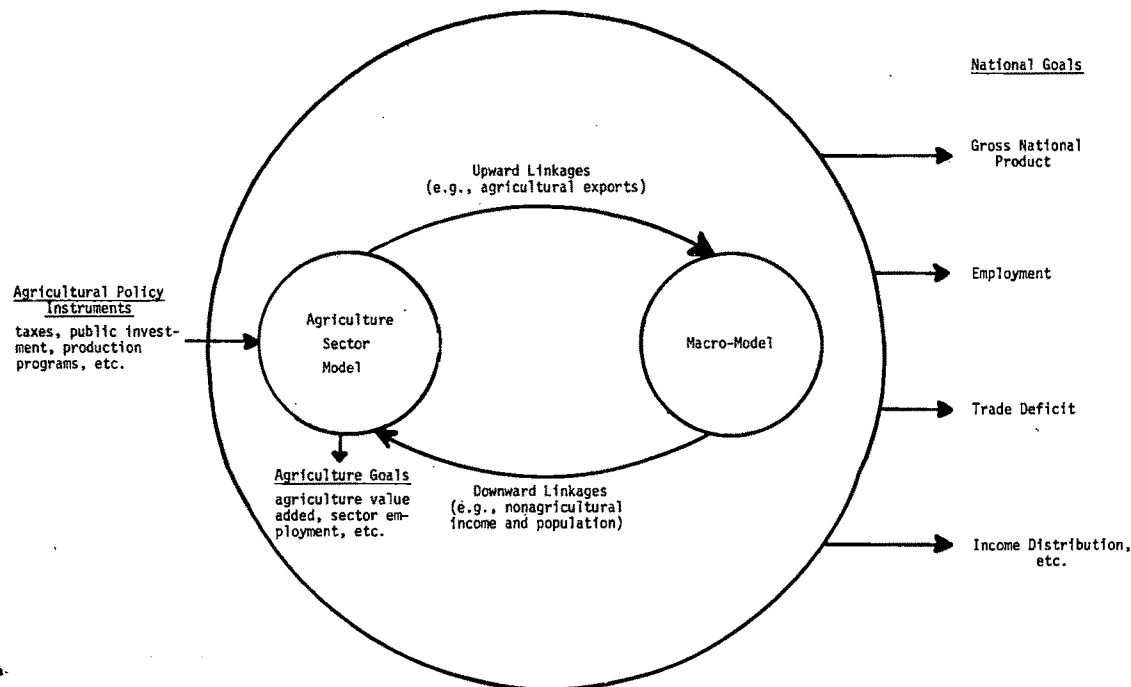 National Goals
Gross National
Product
Upward Linkages
(e.g., agricultural exports)
Employment
Agricultural Policy
Instruments
taxes, public invest-
ment, production
programs, etc.
Agriculture
Sector
Model
Macro-Model
Trade Deficit
Agriculture Goals
agriculture value
added, sector em-
ployment, etc.
Downward Linkages
(e.g., nonagricultural
income and population)
Income Distribution,
etc.